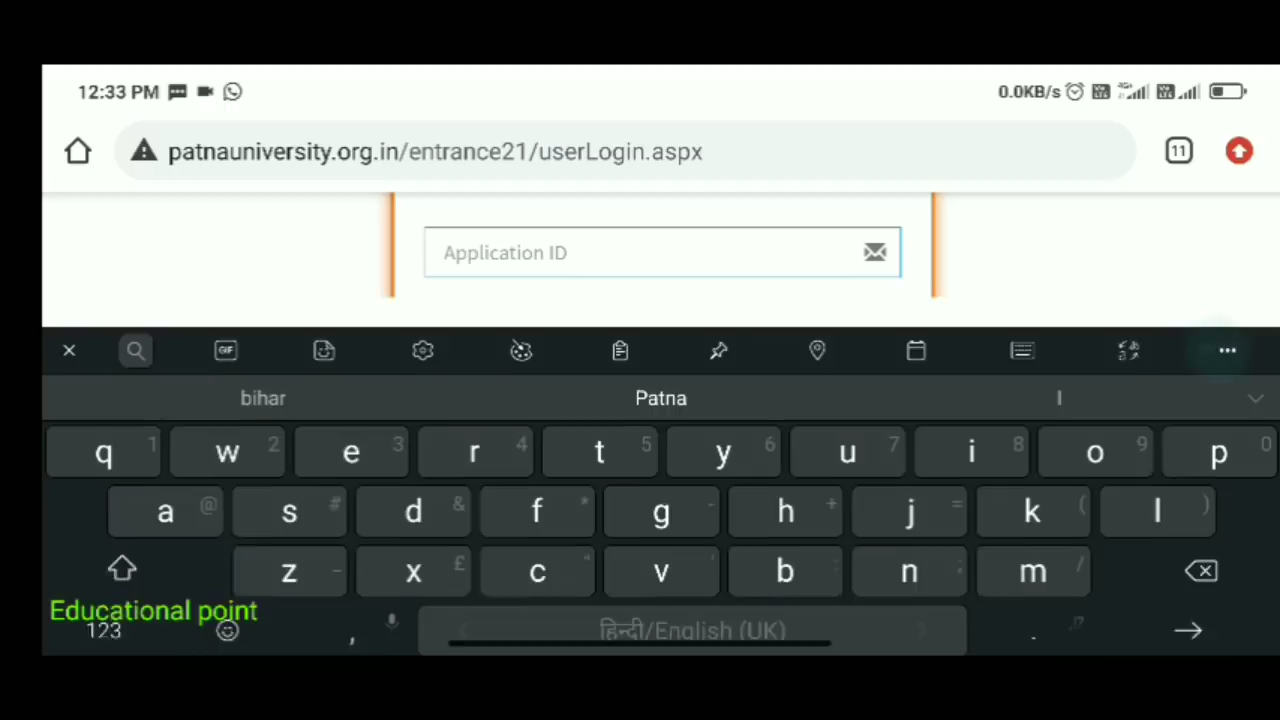 12:33 PM 0.0KB/s
patnauniversity.org.in/entrance21/userLogin.aspx 11
Application ID
GIF
bihar Patna I
q 1 w 2 e 3 r 4 t 5 y 6 u 7 i 8 o 9 p 0
a @ s # d & f * g - h + j = k ( l )
z _ x £ c " v ' b : n ; m /
Educational point
123 , हिन्दी/English (UK) . ,!?